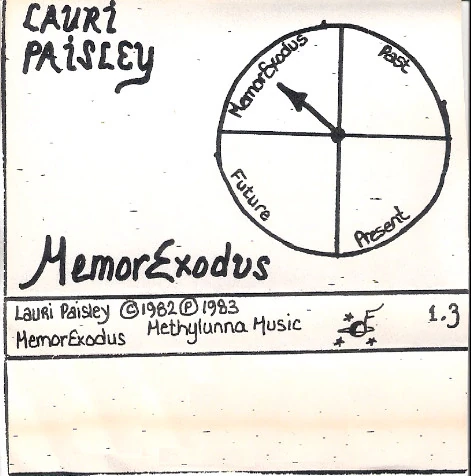 LAURI
PAISLEY
MemorExodus
Past
Future
Present
MemorExodus
Lauri Paisley ©1982 ℗1983
MemorExodus Methylunna Music
1.3